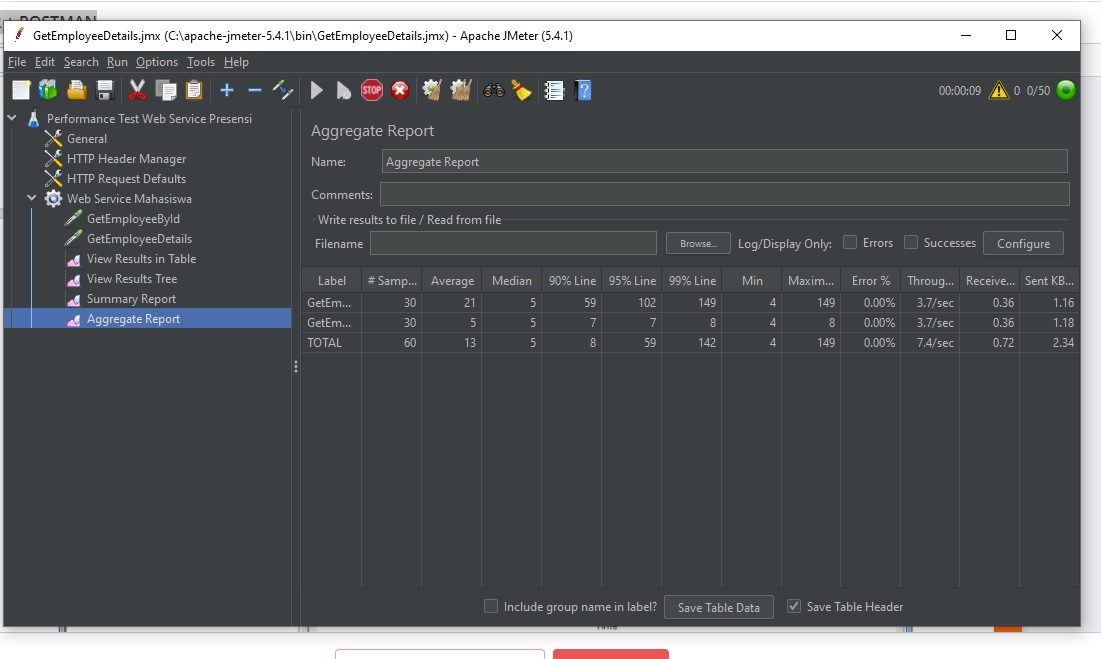 POSTMAN
GetEmployeeDetails.jmx (C:\apache-jmeter-5.4.1\bin\GetEmployeeDetails.jmx) - Apache JMeter (5.4.1)
File Edit Search Run Options Tools Help
STOP 00:00:09 0 0/50
Performance Test Web Service Presensi
General
HTTP Header Manager
HTTP Request Defaults
Web Service Mahasiswa
GetEmployeeById
GetEmployeeDetails
View Results in Table
View Results Tree
Summary Report
Aggregate Report
Aggregate Report
Name: Aggregate Report
Comments:
Write results to file / Read from file
Filename Browse... Log/Display Only: Errors Successes Configure
Label # Samp... Average Median 90% Line 95% Line 99% Line Min Maxim... Error % Throug... Receive... Sent KB...
GetEm... 30 21 5 59 102 149 4 149 0.00% 3.7/sec 0.36 1.16
GetEm... 30 5 5 7 7 8 4 8 0.00% 3.7/sec 0.36 1.18
TOTAL 60 13 5 8 59 142 4 149 0.00% 7.4/sec 0.72 2.34
Include group name in label? Save Table Data Save Table Header